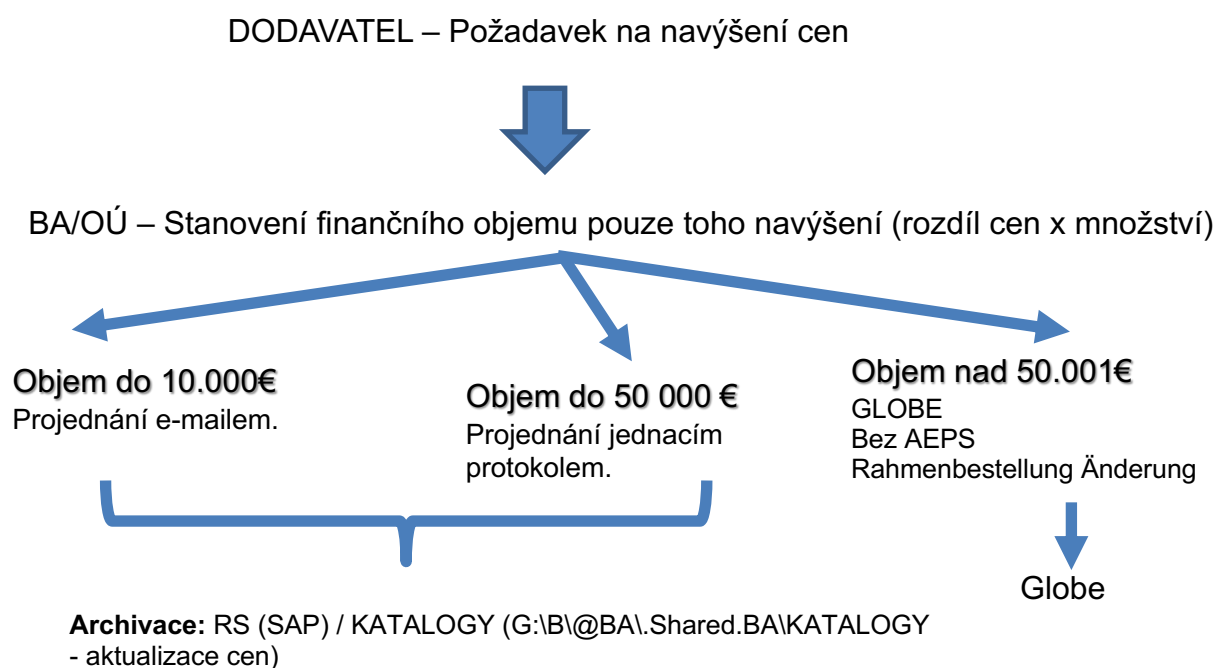 DODAVATEL – Požadavek na navýšení cen
BA/OÚ – Stanovení finančního objemu pouze toho navýšení (rozdíl cen x množství)
Objem do 10.000€
Projednání e-mailem.
Objem do 50 000 €
Projednání jednacím
protokolem.
Objem nad 50.001€
GLOBE
Bez AEPS
Rahmenbestellung Änderung
Globe
Archivace: RS (SAP) / KATALOGY (G:\B\@BA\.Shared.BA\KATALOGY
- aktualizace cen)